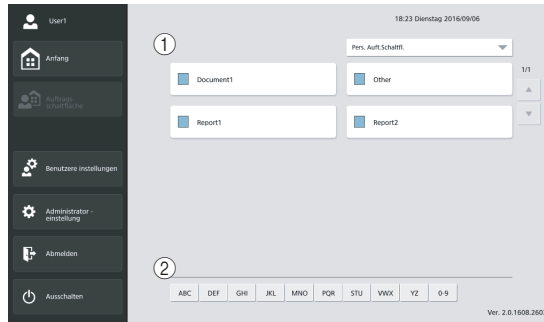 User1
18:23 Dienstag 2016/09/06
1
Pers. Auft.Schaltfl.
Anfang
1/1
Document1
Other
Auftrags
schaltfläche
Report1
Report2
Benutzere instellungen
Administrator -
einstellung
Abmelden
2
ABC DEF GHI JKL MNO PQR STU VWX YZ 0-9
Ausschalten
Ver. 2.0.1608.2603